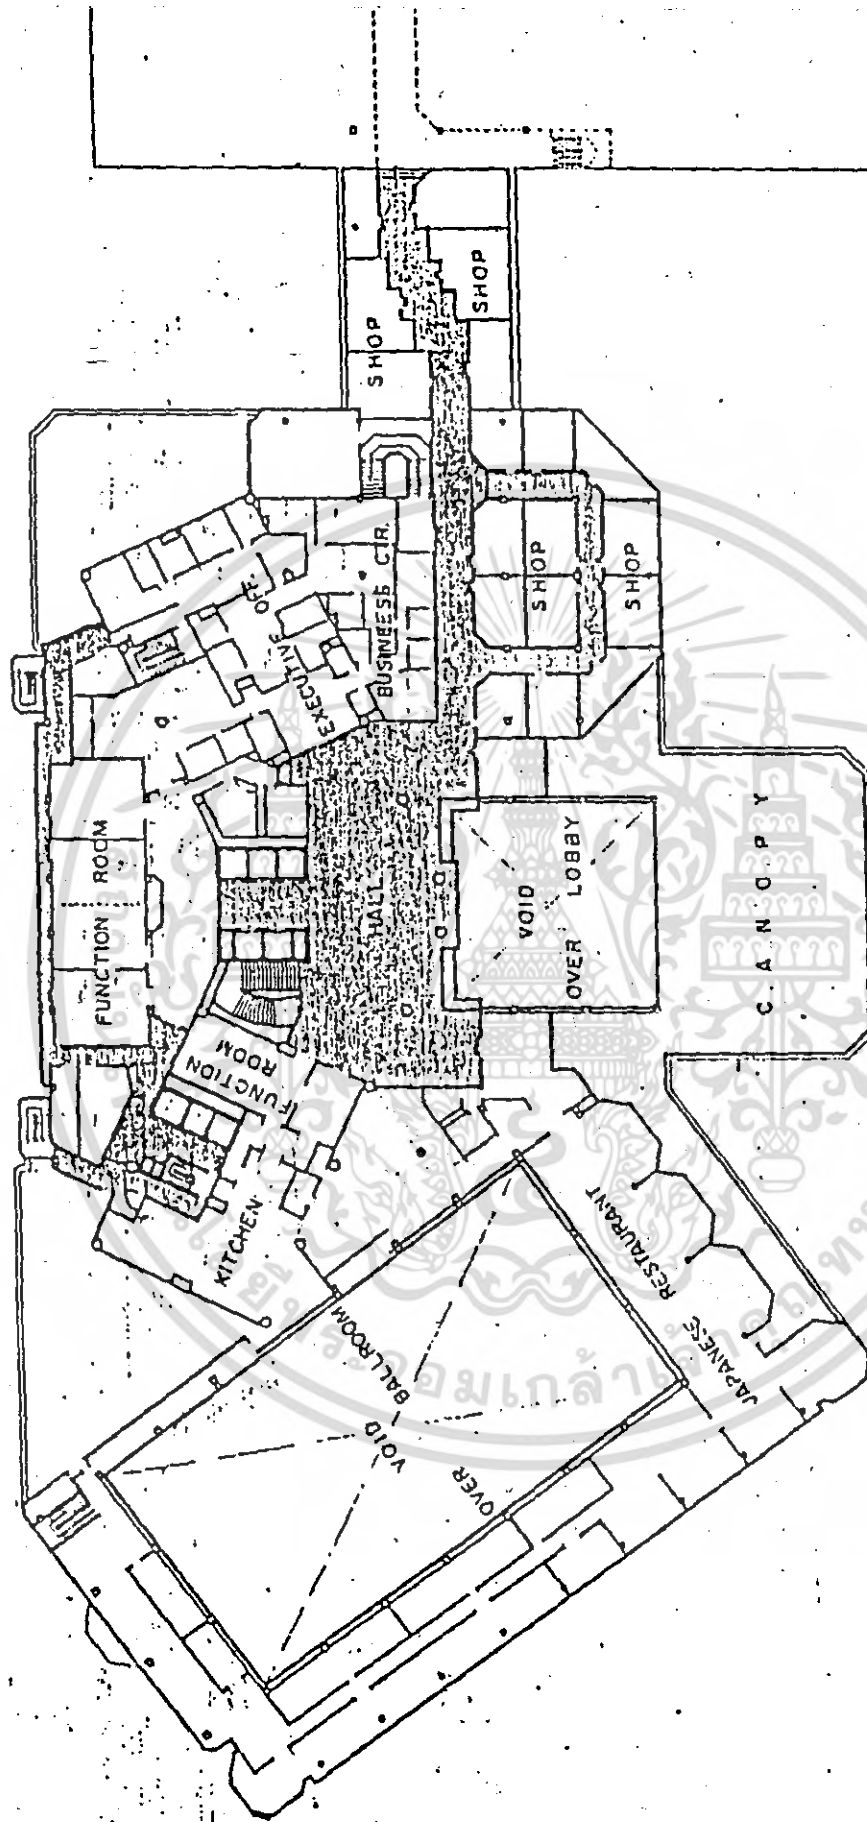 SHOP
SHOP
SHOP
SHOP
BUSINEESS CTR.
EXECUTIVE OFF.
FUNCTION ROOM
HALL
VOID
OVER LOBBY
CANOPY
FUNCTION
ROOM
KITCHEN
JAPANESE RESTAURANT
VOID
OVER BALLROOM